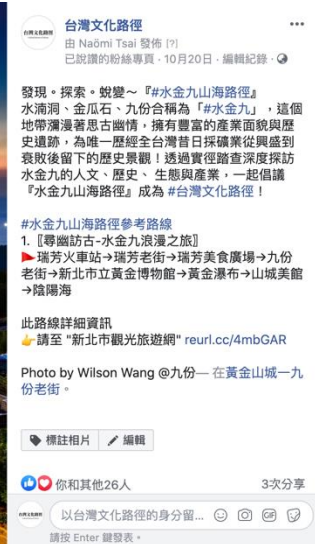 台灣文化路徑
由 Naömi Tsai 發佈 [?]
已說讚的粉絲專頁・10月20日・編輯紀錄・
發現。探索。蛻變～『#水金九山海路徑』
水湳洞、金瓜石、九份合稱為「#水金九」，這個
地帶瀰漫著思古幽情，擁有豐富的產業面貌與歷
史遺跡，為唯一歷經全台灣昔日採礦業從興盛到
衰敗後留下的歷史景觀！透過實徑踏查深度探訪
水金九的人文、歷史、 生態與產業，一起倡議
『水金九山海路徑』成為 #台灣文化路徑！
#水金九山海路徑參考路線
1.〖尋幽訪古-水金九浪漫之旅〗
🚩瑞芳火車站→瑞芳老街→瑞芳美食廣場→九份
老街→新北市立黃金博物館→黃金瀑布→山城美館
→陰陽海
此路線詳細資訊
👉請至 "新北市觀光旅遊網" reurl.cc/4mbGAR
Photo by Wilson Wang @九份— 在黃金山城一九
份老街。
標註相片
編輯
你和其他26人
3次分享
以台灣文化路徑的身分留...
GIF
請按 Enter 鍵發表。